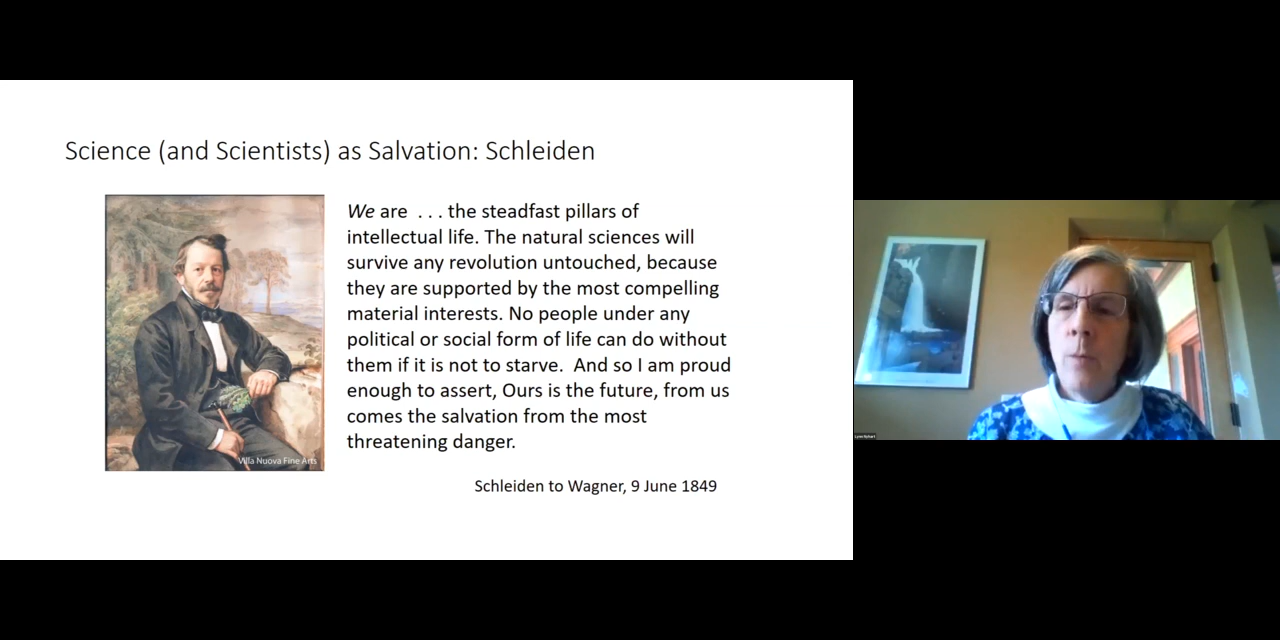 Science (and Scientists) as Salvation: Schleiden
We are . . . the steadfast pillars of
intellectual life. The natural sciences will
survive any revolution untouched, because
they are supported by the most compelling
material interests. No people under any
political or social form of life can do without
them if it is not to starve.  And so I am proud
enough to assert, Ours is the future, from us
comes the salvation from the most
threatening danger.
Villa Nuova Fine Arts
Schleiden to Wagner, 9 June 1849